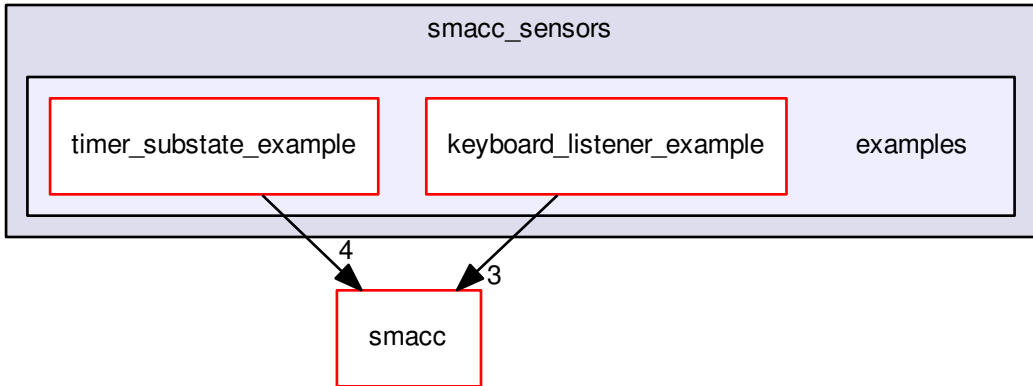 smacc_sensors
timer_substate_example
keyboard_listener_example
examples
4
3
smacc